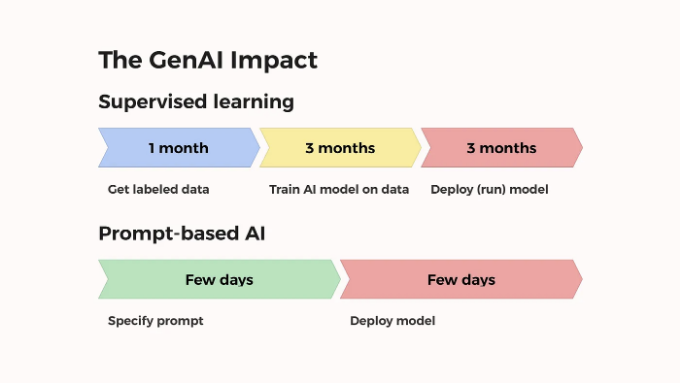 The GenAI Impact
Supervised learning
1 month
3 months
3 months
Get labeled data
Train AI model on data
Deploy (run) model
Prompt-based AI
Few days
Few days
Specify prompt
Deploy model